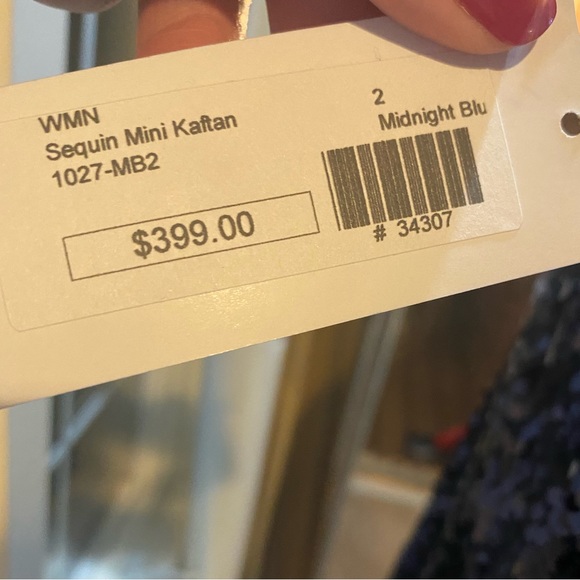 WMN
Sequin Mini Kaftan
1027-MB2
$399.00
2
Midnight Blu
# 34307